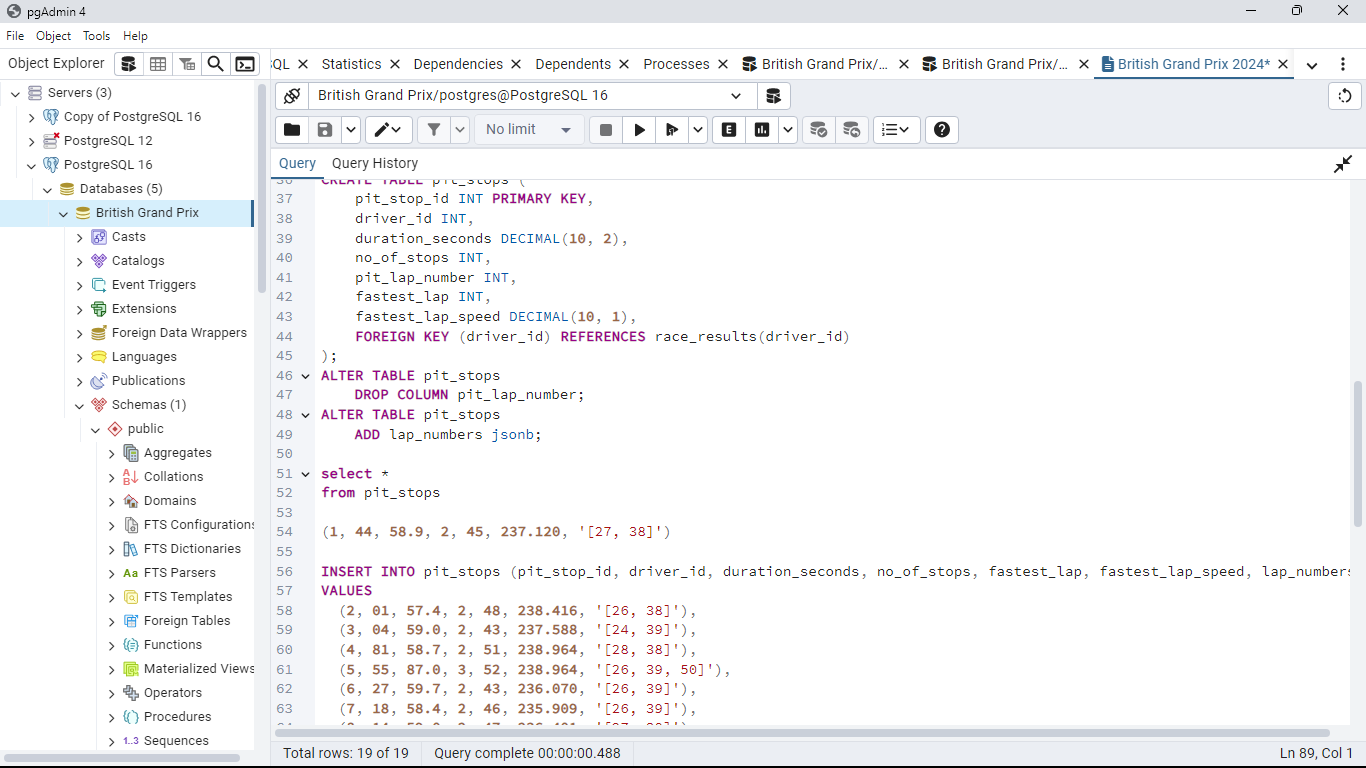 pgAdmin 4
File Object Tools Help
Object Explorer
QL Statistics Dependencies Dependents Processes British Grand Prix/... British Grand Prix/... British Grand Prix 2024*
Servers (3)
Copy of PostgreSQL 16
PostgreSQL 12
PostgreSQL 16
Databases (5)
British Grand Prix
Casts
Catalogs
Event Triggers
Extensions
Foreign Data Wrappers
Languages
Publications
Schemas (1)
public
Aggregates
Collations
Domains
FTS Configurations
FTS Dictionaries
Aa FTS Parsers
FTS Templates
Foreign Tables
Functions
Materialized Views
Operators
Procedures
1..3 Sequences
British Grand Prix/postgres@PostgreSQL 16
No limit
E
Query Query History
36 CREATE TABLE pit_stops (
37 pit_stop_id INT PRIMARY KEY,
38 driver_id INT,
39 duration_seconds DECIMAL(10, 2),
40 no_of_stops INT,
41 pit_lap_number INT,
42 fastest_lap INT,
43 fastest_lap_speed DECIMAL(10, 1),
44 FOREIGN KEY (driver_id) REFERENCES race_results(driver_id)
45 );
46 ALTER TABLE pit_stops
47 DROP COLUMN pit_lap_number;
48 ALTER TABLE pit_stops
49 ADD lap_numbers jsonb;
50
51 select *
52 from pit_stops
53
54 (1, 44, 58.9, 2, 45, 237.120, '[27, 38]')
55
56 INSERT INTO pit_stops (pit_stop_id, driver_id, duration_seconds, no_of_stops, fastest_lap, fastest_lap_speed, lap_numbers
57 VALUES
58 (2, 01, 57.4, 2, 48, 238.416, '[26, 38]'),
59 (3, 04, 59.0, 2, 43, 237.588, '[24, 39]'),
60 (4, 81, 58.7, 2, 51, 238.964, '[28, 38]'),
61 (5, 55, 87.0, 3, 52, 238.964, '[26, 39, 50]'),
62 (6, 27, 59.7, 2, 43, 236.070, '[26, 39]'),
63 (7, 18, 58.4, 2, 46, 235.909, '[26, 39]'),
Total rows: 19 of 19 Query complete 00:00:00.488 Ln 89, Col 1